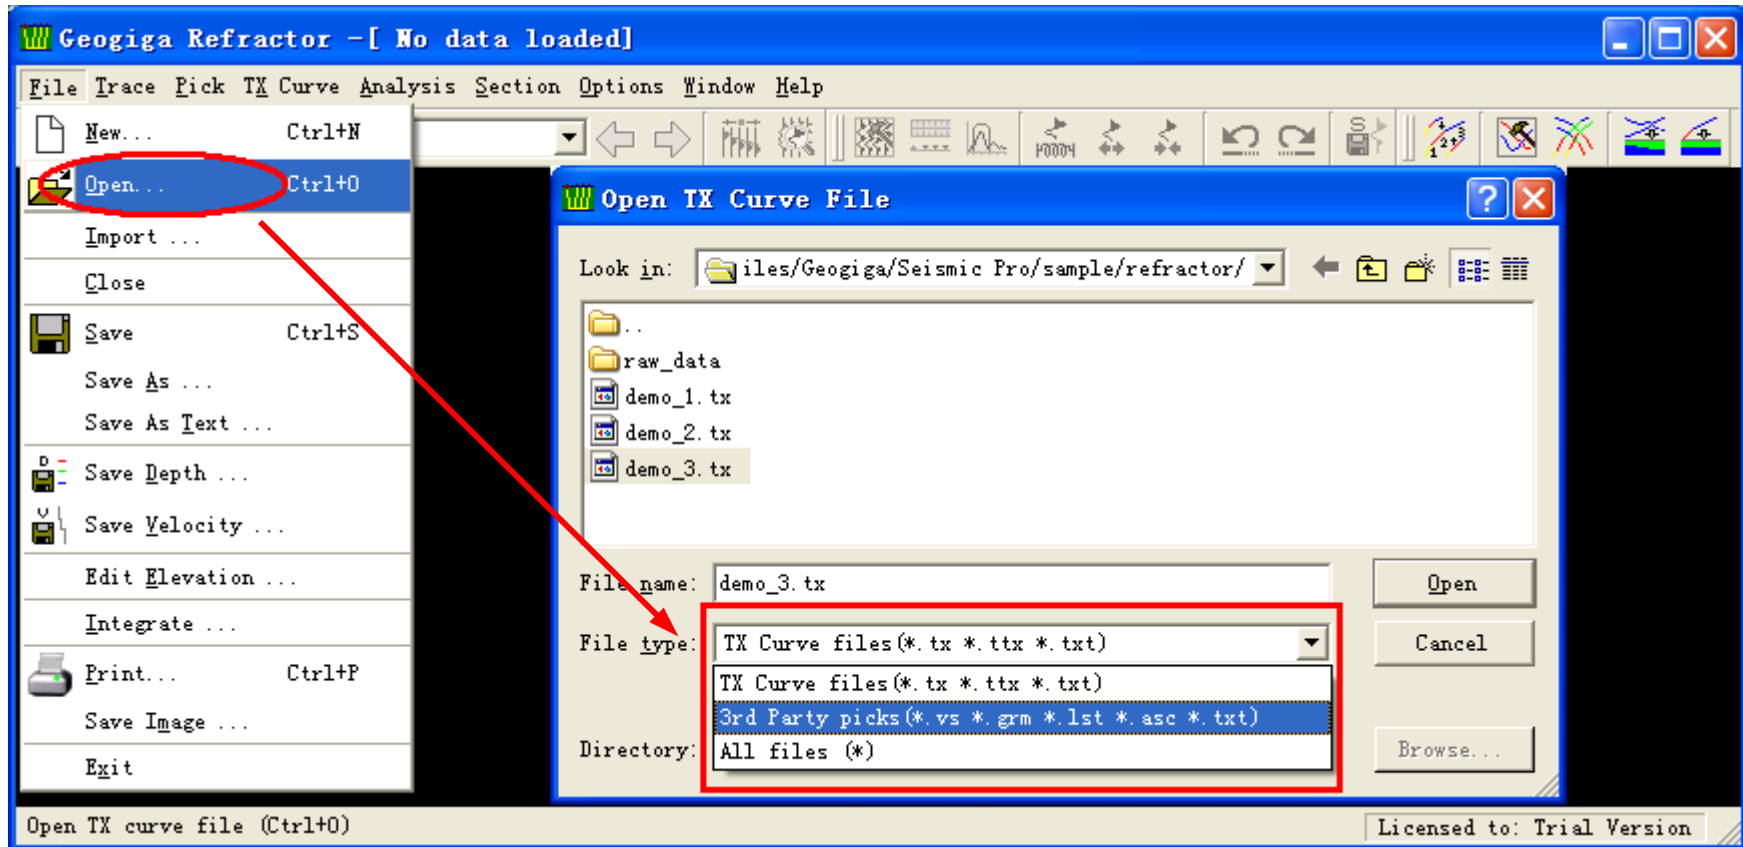 Geogiga Refractor -[ No data loaded]
File Trace Pick TX Curve Analysis Section Options Window Help
New... Ctrl+N
Open... Ctrl+O
Import ...
Close
Save Ctrl+S
Save As ...
Save As Text ...
Save Depth ...
Save Velocity ...
Edit Elevation ...
Integrate ...
Print... Ctrl+P
Save Image ...
Exit
Open TX Curve File
Look in: iles/Geogiga/Seismic Pro/sample/refractor/
..
raw_data
demo_1.tx
demo_2.tx
demo_3.tx
File name: demo_3.tx Open
File type: TX Curve files(*.tx *.ttx *.txt) Cancel
TX Curve files(*.tx *.ttx *.txt)
3rd Party picks(*.vs *.grm *.lst *.asc *.txt)
Directory: All files (*) Browse...
Open TX curve file (Ctrl+O) Licensed to: Trial Version